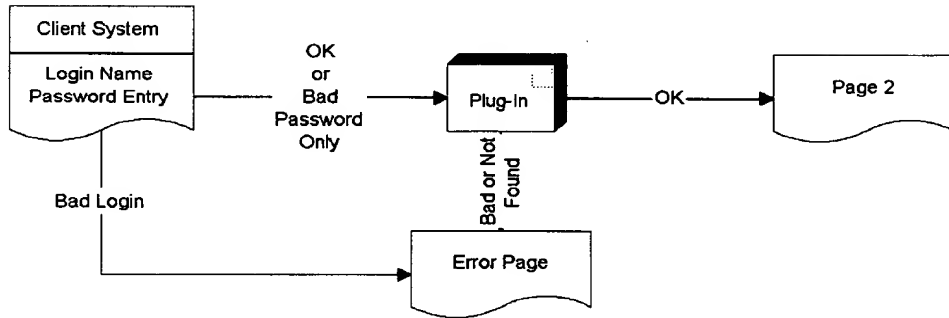 Client System
Login Name
Password Entry
OK
or
Bad
Password
Only
Plug-In
OK
Page 2
Bad Login
Bad or Not
Found
Error Page